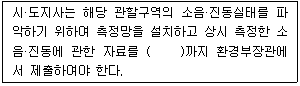 시·도지사는 해당 관할구역의 소음·진동실태를 파
악하기 위하여 측정망을 설치하고 상시 측정한 소
음·진동에 관한 자료를 (    )까지 환경부장관에
서 제출하며야 한다.